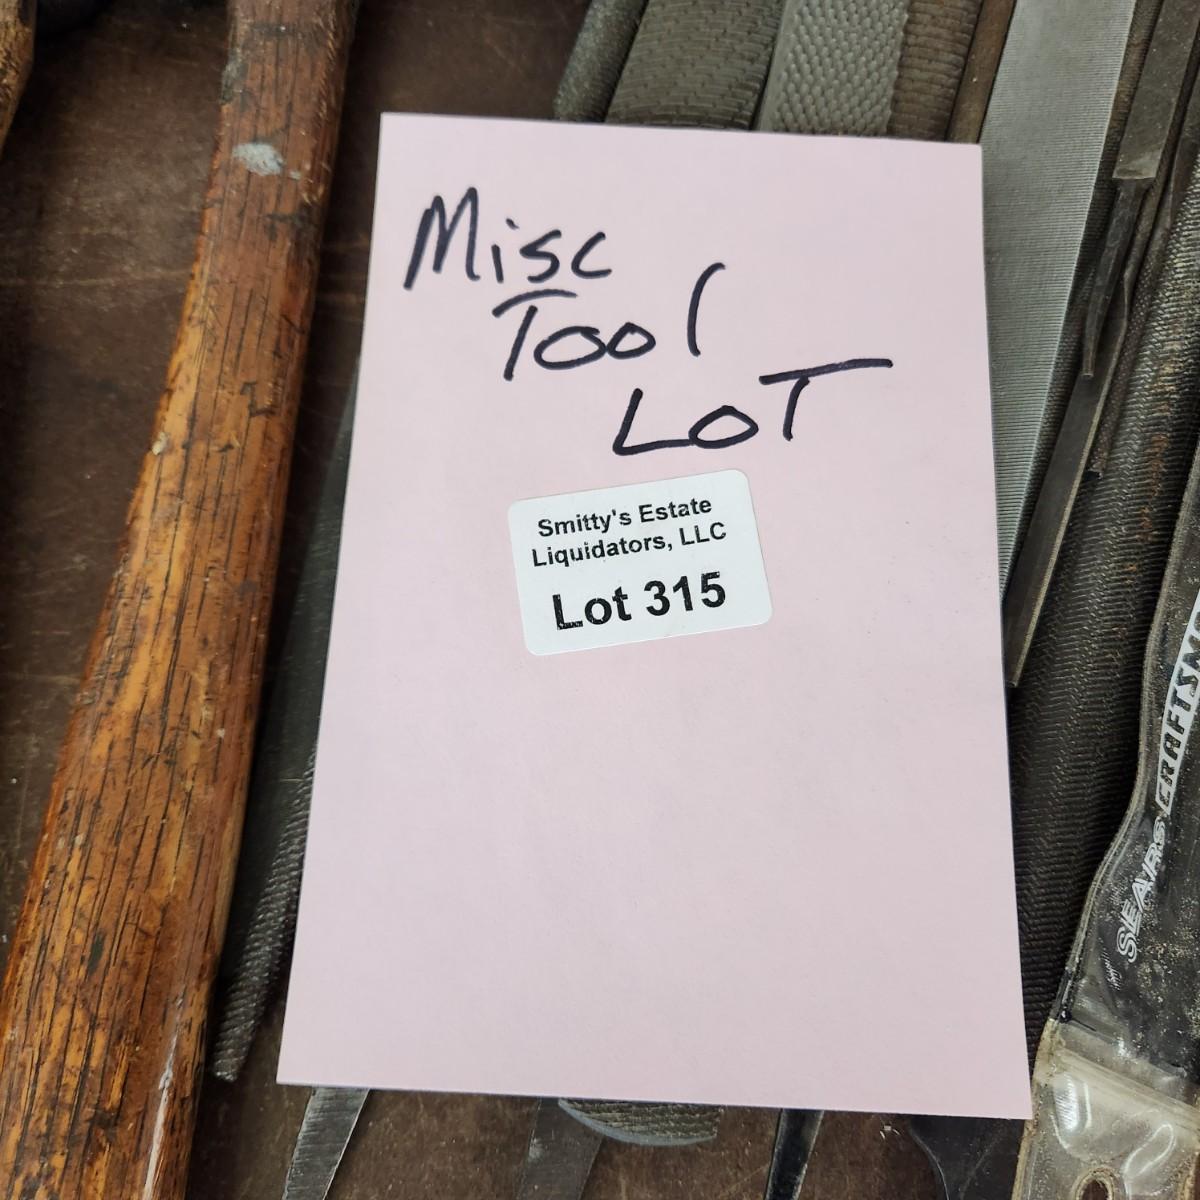 Misc
Tool
LOT
Smitty's Estate
Liquidators, LLC
Lot 315
SEARS CRAFTSM